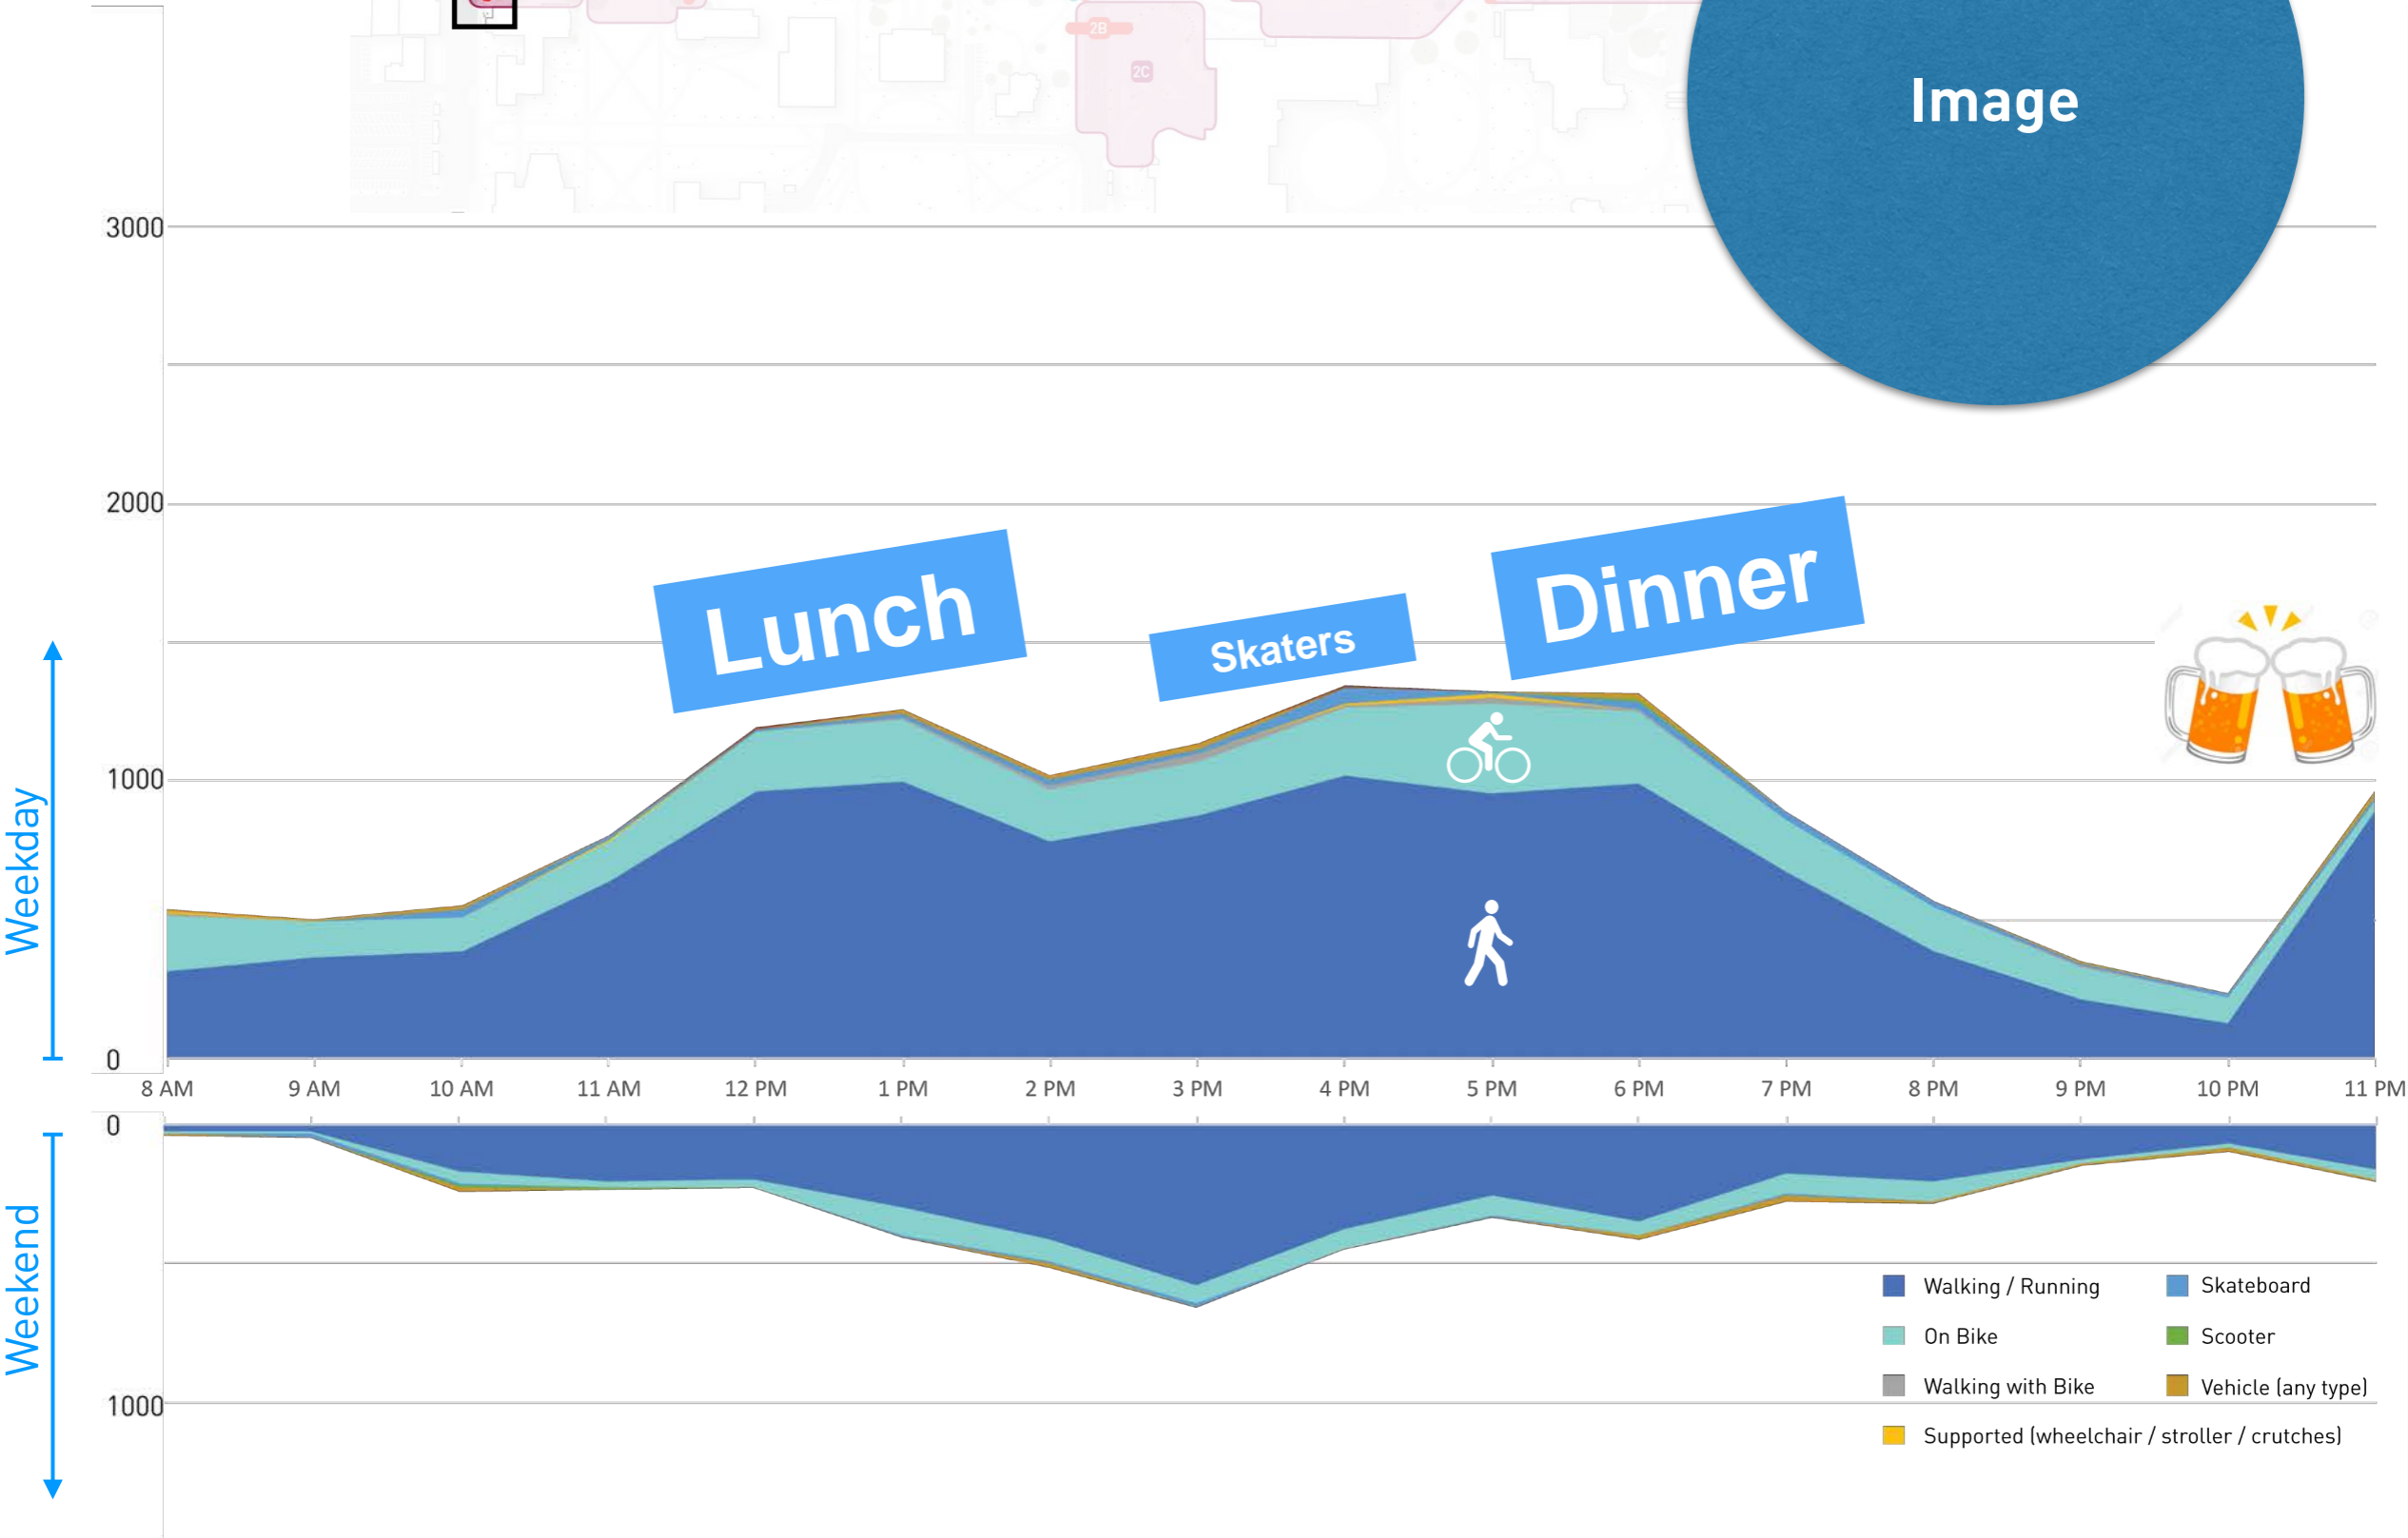 2B
2C
Image
3000
2000
Lunch
Skaters
Dinner
1000
Weekday
0
8 AM 9 AM 10 AM 11 AM 12 PM 1 PM 2 PM 3 PM 4 PM 5 PM 6 PM 7 PM 8 PM 9 PM 10 PM 11 PM
0
Weekend
1000
Walking / Running
Skateboard
On Bike
Scooter
Walking with Bike
Vehicle (any type)
Supported (wheelchair / stroller / crutches)